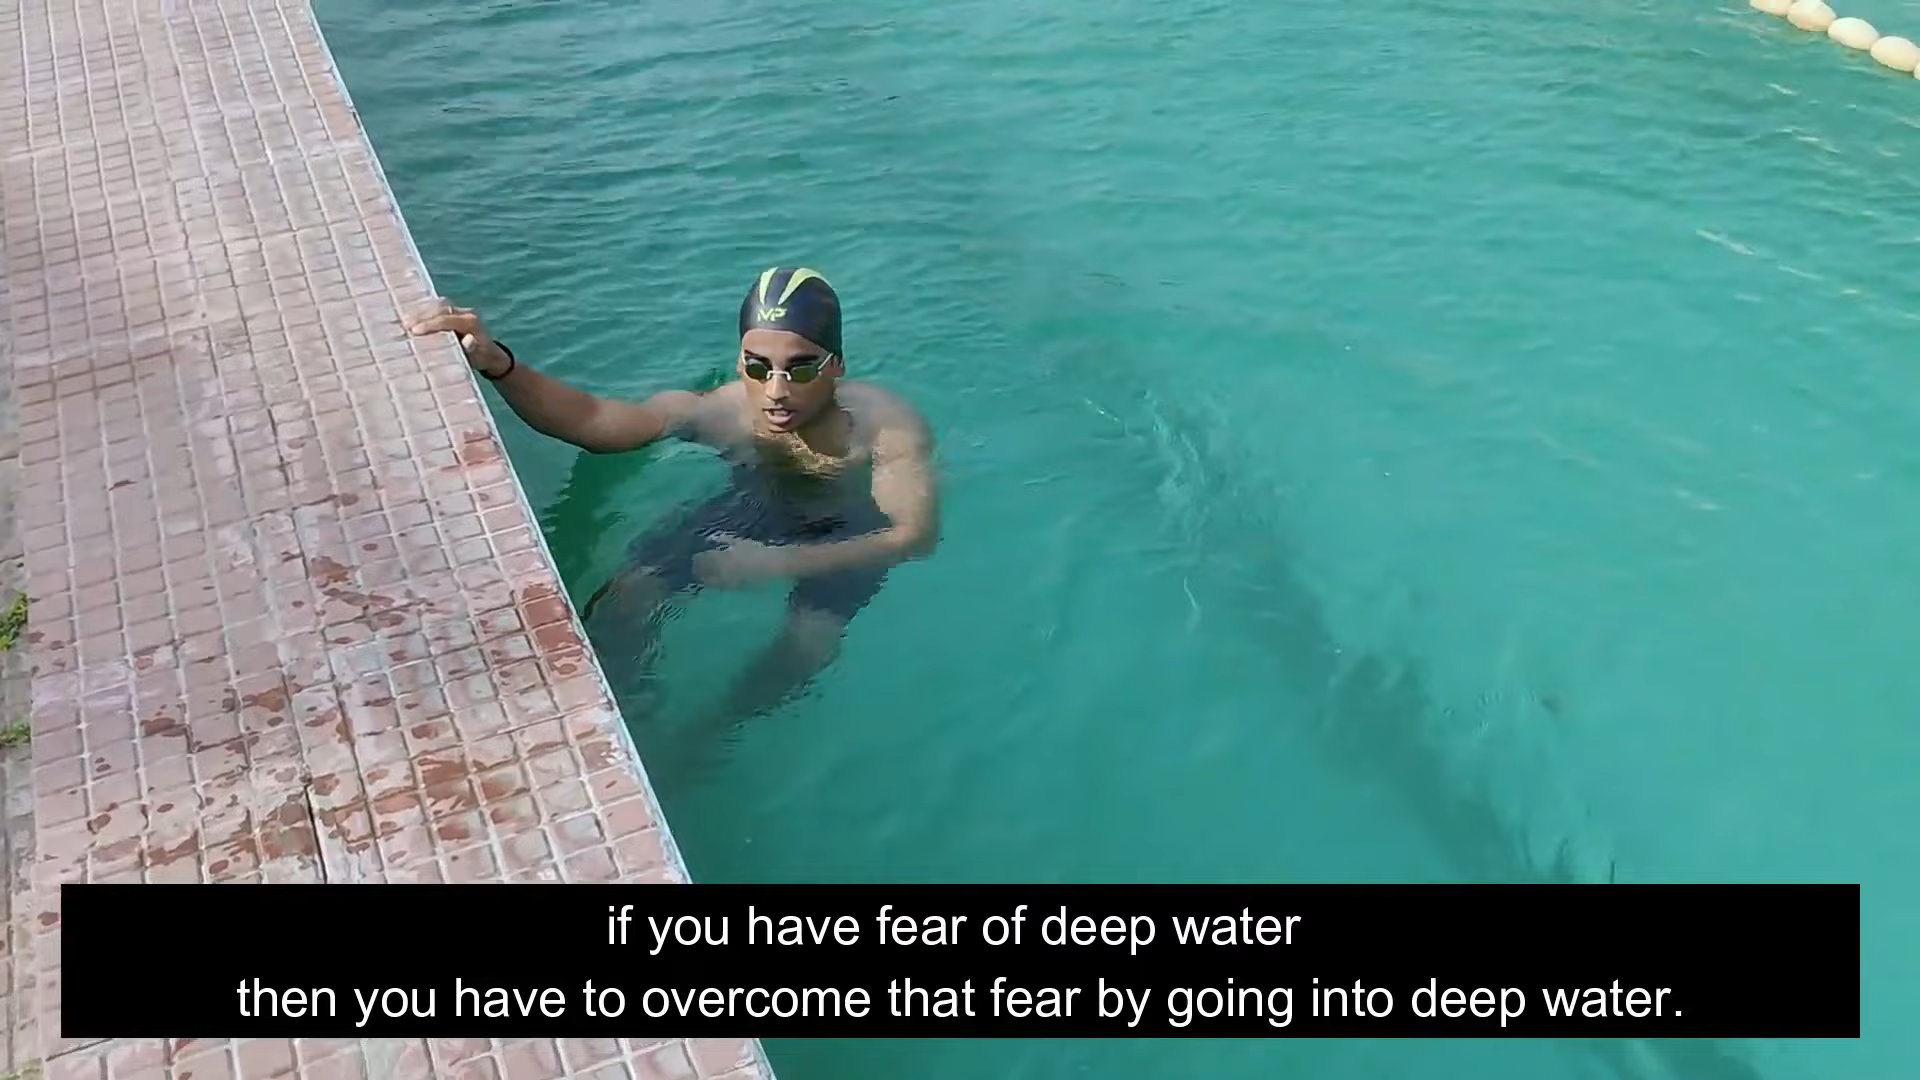 MP
if you have fear of deep water
then you have to overcome that fear by going into deep water.